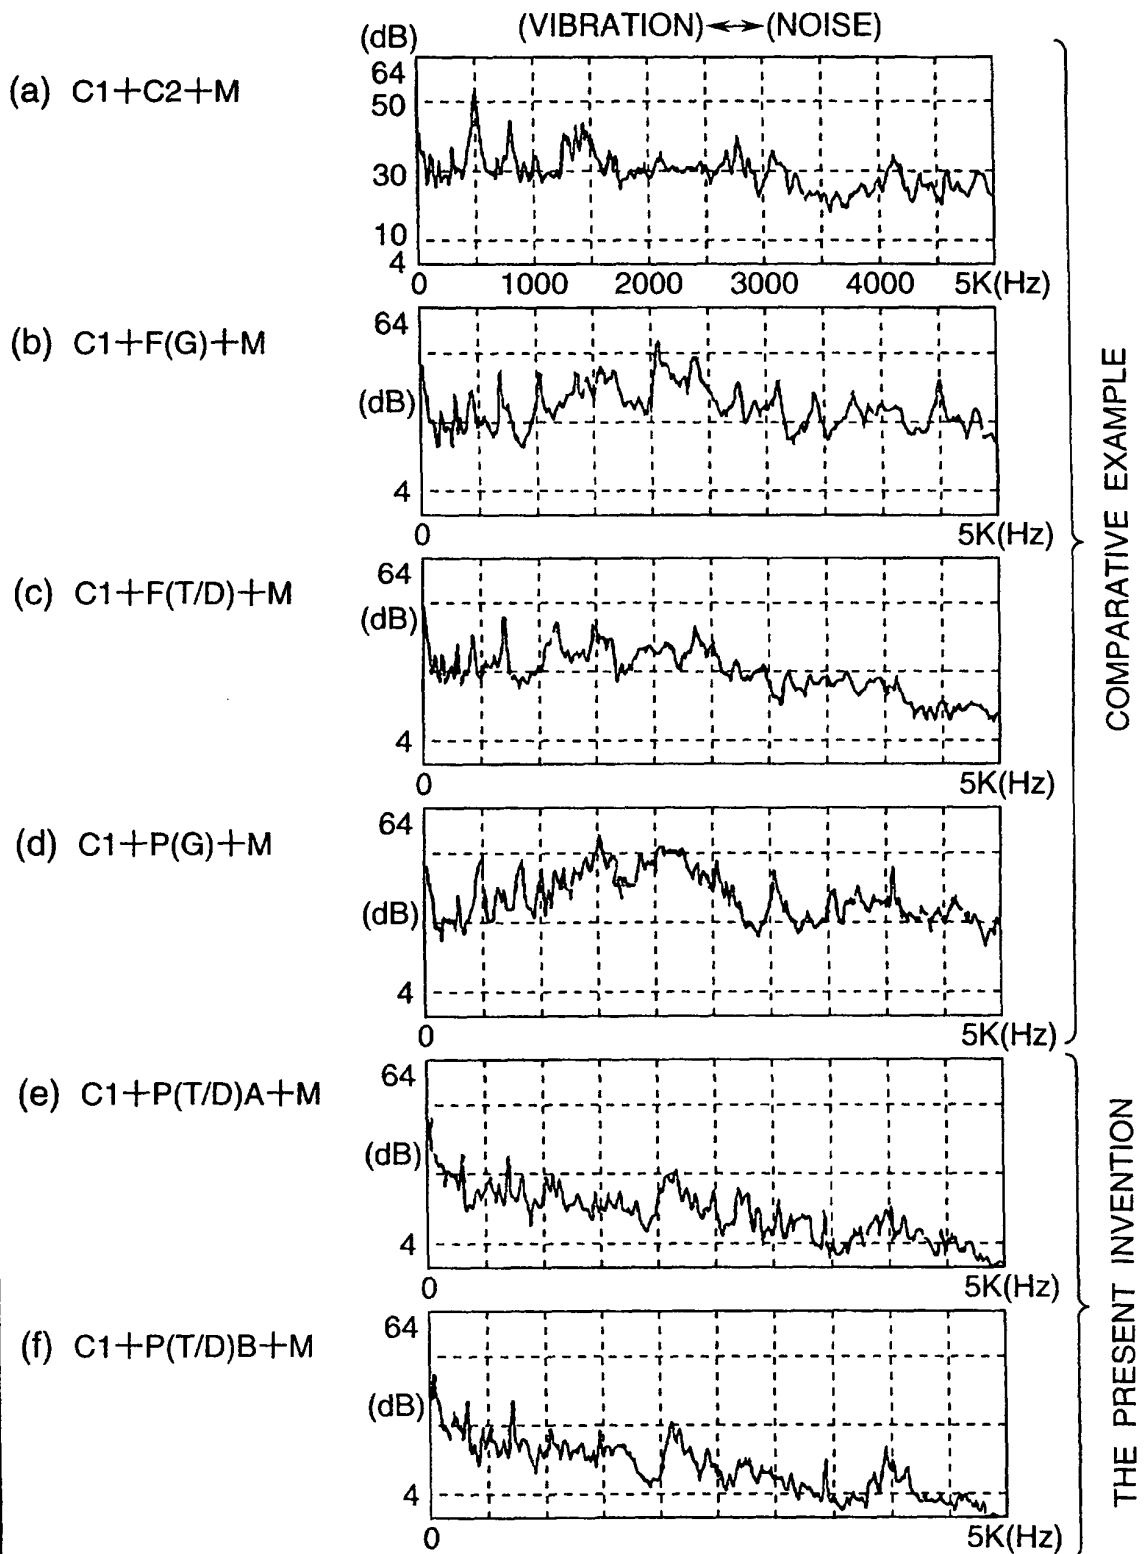 (VIBRATION)↔(NOISE)
(dB)
(a) C1+C2+M
64
50
30
10
4
0 1000 2000 3000 4000 5K(Hz)
(b) C1+F(G)+M
64
(dB)
4
0 5K(Hz)
(c) C1+F(T/D)+M
64
(dB)
4
0 5K(Hz)
(d) C1+P(G)+M
64
(dB)
4
0 5K(Hz)
COMPARATIVE EXAMPLE
(e) C1+P(T/D)A+M
64
(dB)
4
0 5K(Hz)
(f) C1+P(T/D)B+M
64
(dB)
4
0 5K(Hz)
THE PRESENT INVENTION